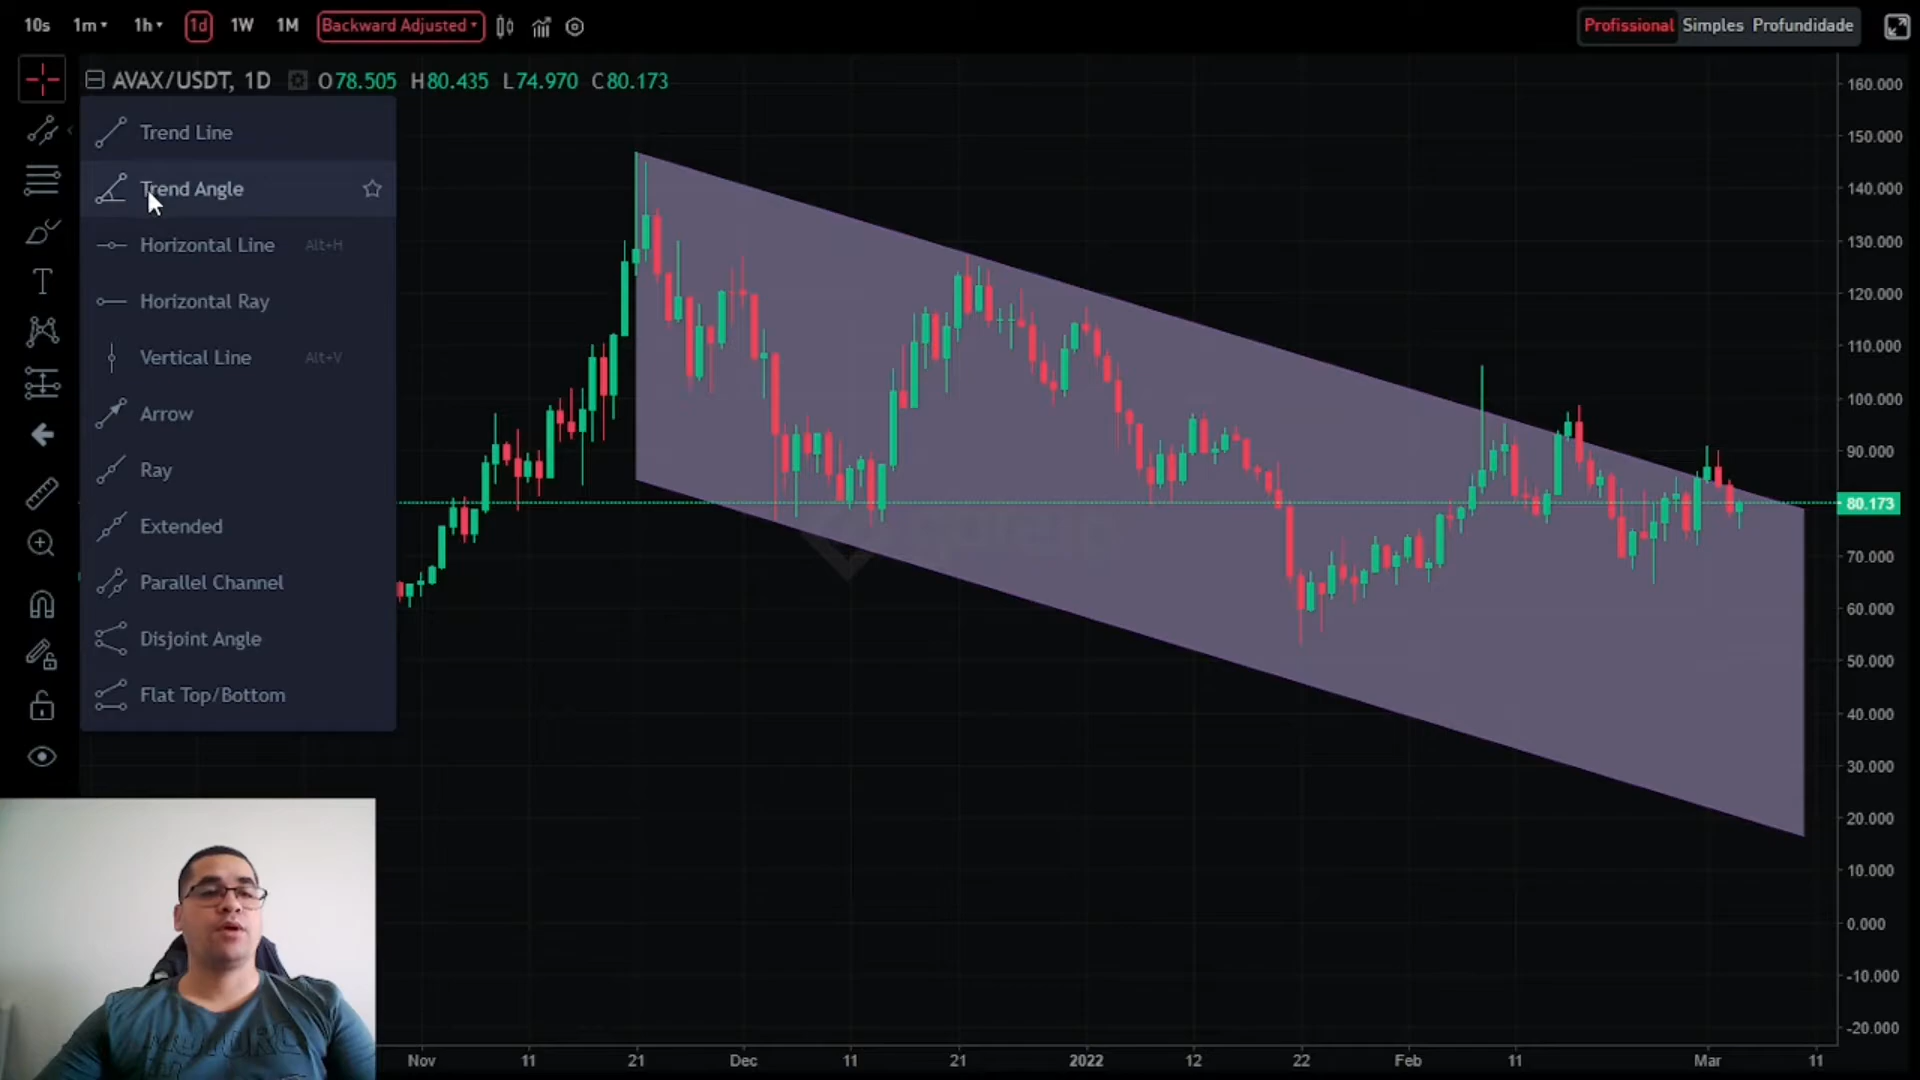 10s 1m 1h 1d 1W 1M Backward Adjusted Profissional Simples Profundidade
AVAX/USDT, 1D O78.505 H80.435 L74.970 C80.173
Trend Line
Trend Angle
Horizontal Line Alt+H
Horizontal Ray
Vertical Line Alt+V
Arrow
Ray
Extended
Parallel Channel
Disjoint Angle
Flat Top/Bottom
T
160.000
150.000
140.000
130.000
120.000
110.000
100.000
90.000
80.173
70.000
60.000
50.000
40.000
30.000
20.000
10.000
0.000
-10.000
-20.000
Nov 11 21 Dec 11 21 2022 12 22 Feb 11 Mar 11